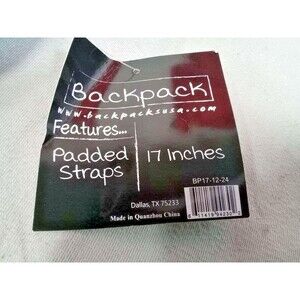 Backpack
www.backpacksusa.com
Features...
Padded
Straps
17 Inches
BP17-12-24
Dallas, TX 75233
Made in Quanzhou China